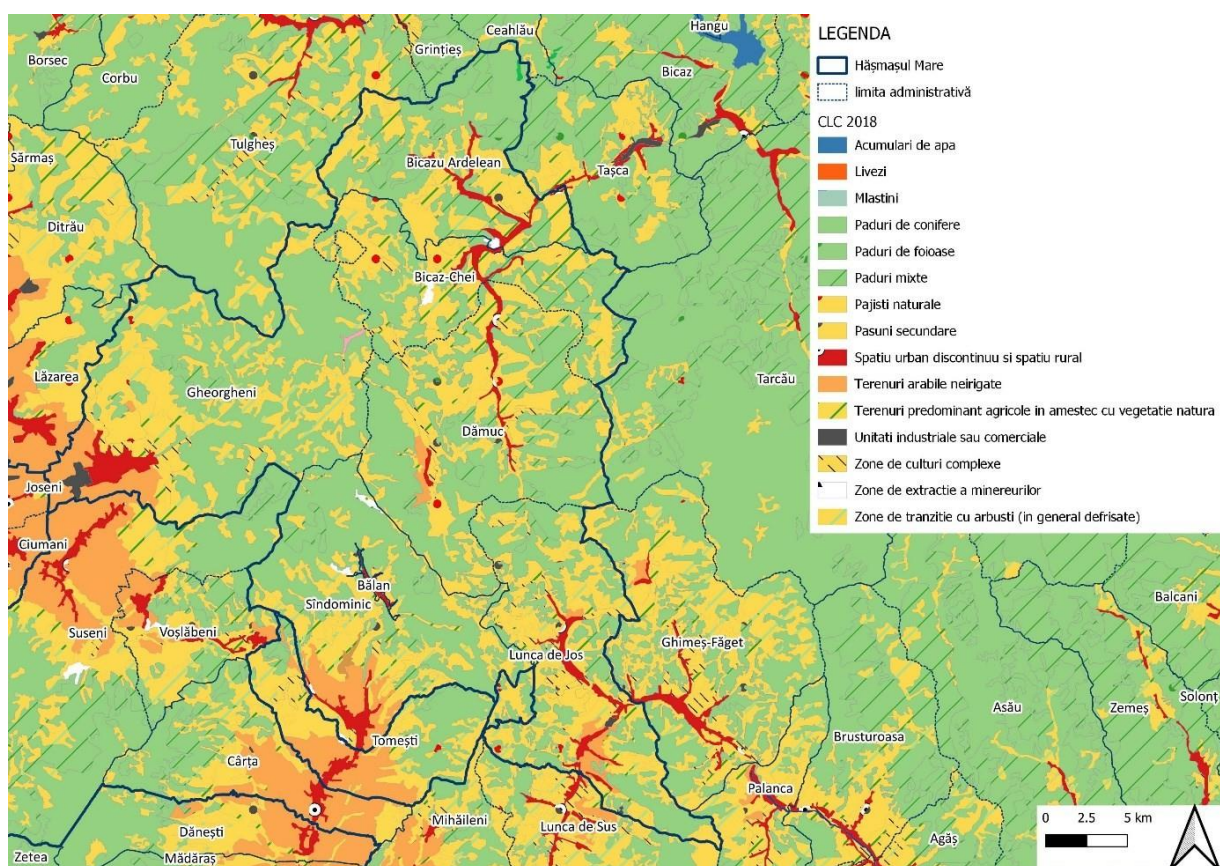 Ceahlău
Hangu
Borsec
Corbu
Grințieș
Bicaz
Tulgheș
Sărmaș
Bicazu Ardelean
Tașca
Ditrău
Bicaz-Chei
Lăzarea
Gheorgheni
Tarcău
Dămuc
Joseni
Ciumani
Bălan
Sîndominic
Balcani
Suseni
Voșlăbeni
Lunca de Jos
Ghimeș-Făget
Asău
Zemeș
Solonț
Tomești
Brusturoasa
Cârța
Palanca
Dănești
Mihăileni
Lunca de Sus
Agăș
Zetea
Mădăraș
LEGENDA
Hășmașul Mare
limita administrativă
CLC 2018
Acumulari de apa
Livezi
Mlastini
Paduri de conifere
Paduri de foioase
Paduri mixte
Pajisti naturale
Pasuni secundare
Spatiu urban discontinuu si spatiu rural
Terenuri arabile neirigate
Terenuri predominant agricole in amestec cu vegetatie natura
Unitati industriale sau comerciale
Zone de culturi complexe
Zone de extractie a minereurilor
Zone de tranzitie cu arbusti (in general defrisate)
0 2.5 5 km